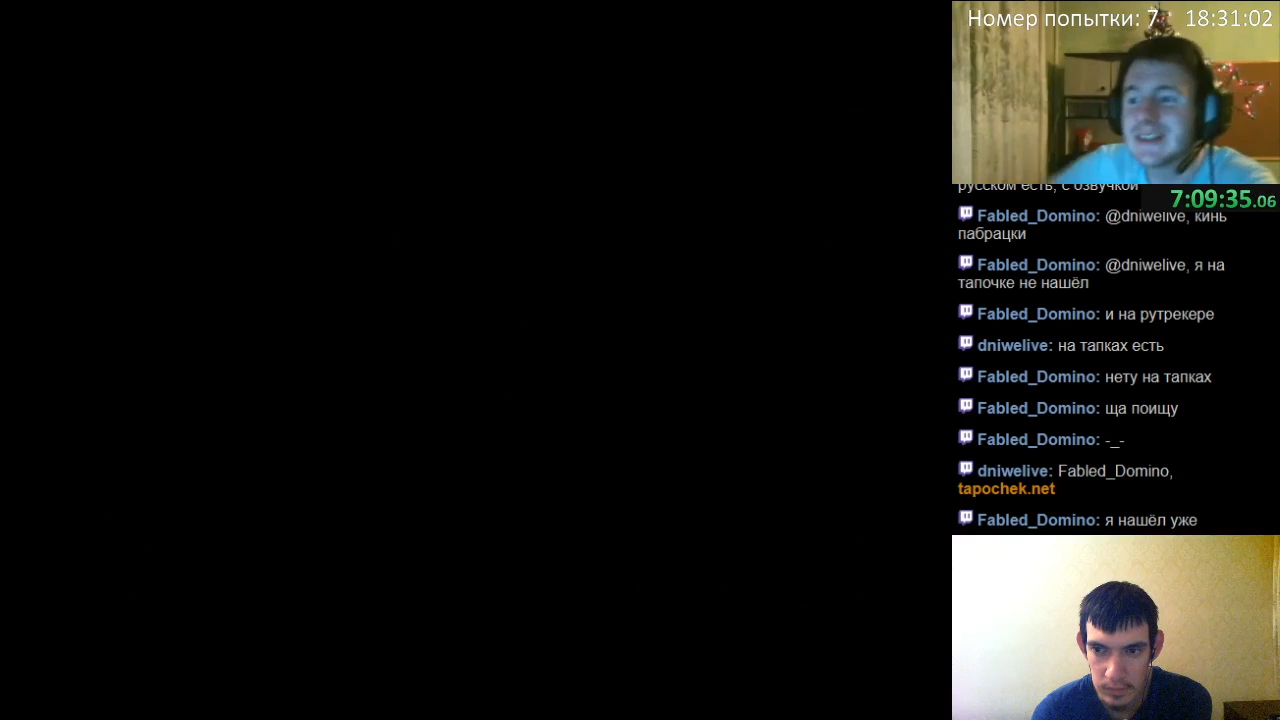 Номер попытки: 7 18:31:02
русском есть, с озвучкой
7:09:35.06
Fabled_Domino: @dniwelive, кинь
пабрацки
Fabled_Domino: @dniwelive, я на
тапочке не нашёл
Fabled_Domino: и на рутрекере
dniwelive: на тапках есть
Fabled_Domino: нету на тапках
Fabled_Domino: ща поищу
Fabled_Domino: -_-
dniwelive: Fabled_Domino,
tapochek.net
Fabled_Domino: я нашёл уже